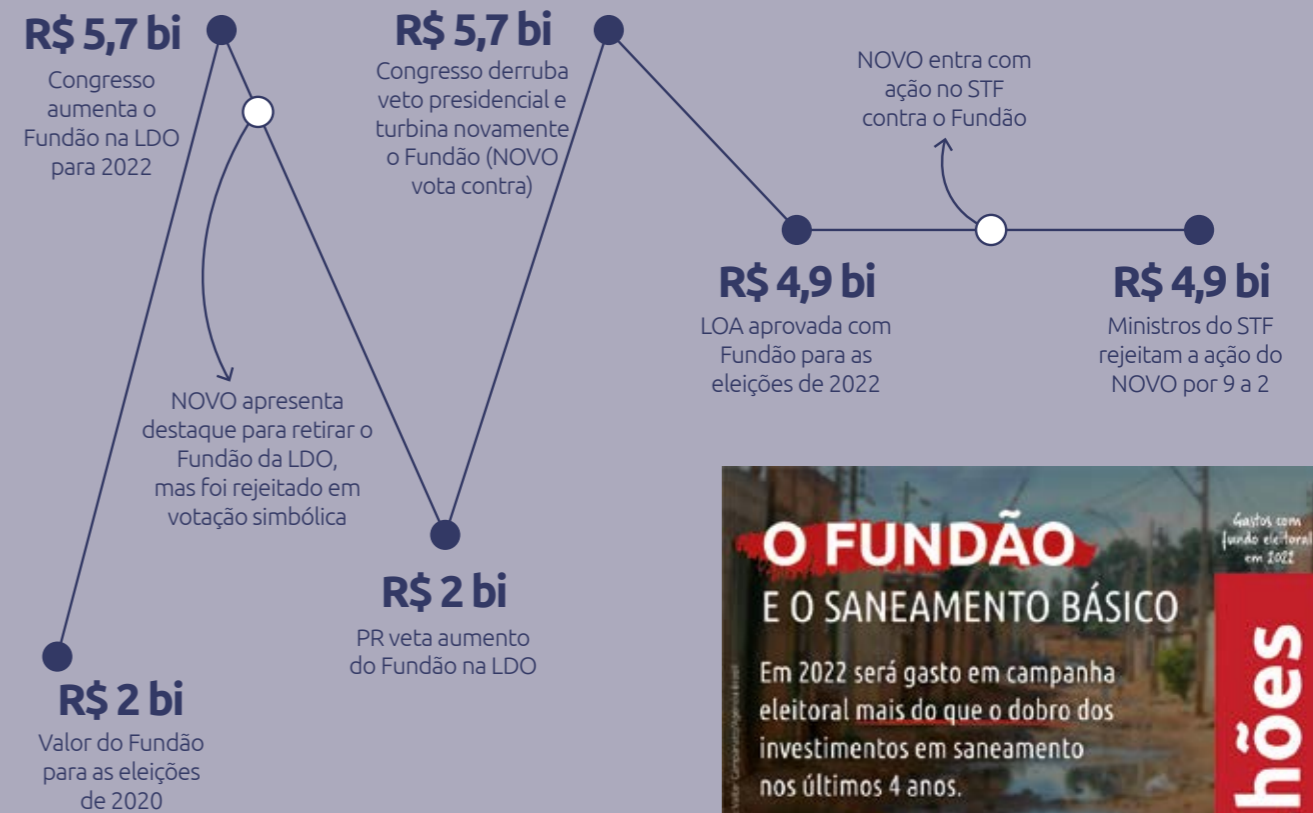 R$ 5,7 bi
Congresso
aumenta o
Fundão na LDO
para 2022
R$ 5,7 bi
Congresso derruba
veto presidencial e
turbina novamente
o Fundão (NOVO
vota contra)
NOVO entra com
ação no STF
contra o Fundão
R$ 4,9 bi
LOA aprovada com
Fundão para as
eleições de 2022
R$ 4,9 bi
Ministros do STF
rejeitam a ação do
NOVO por 9 a 2
NOVO apresenta
destaque para retirar o
Fundão da LDO,
mas foi rejeitado em
votação simbólica
R$ 2 bi
PR veta aumento
do Fundão na LDO
R$ 2 bi
Valor do Fundão
para as eleições
de 2020
O FUNDÃO
E O SANEAMENTO BÁSICO
Em 2022 será gasto em campanha
eleitoral mais do que o dobro dos
investimentos em saneamento
nos últimos 4 anos.
Gastos com
fundo eleitoral
em 2022
hões